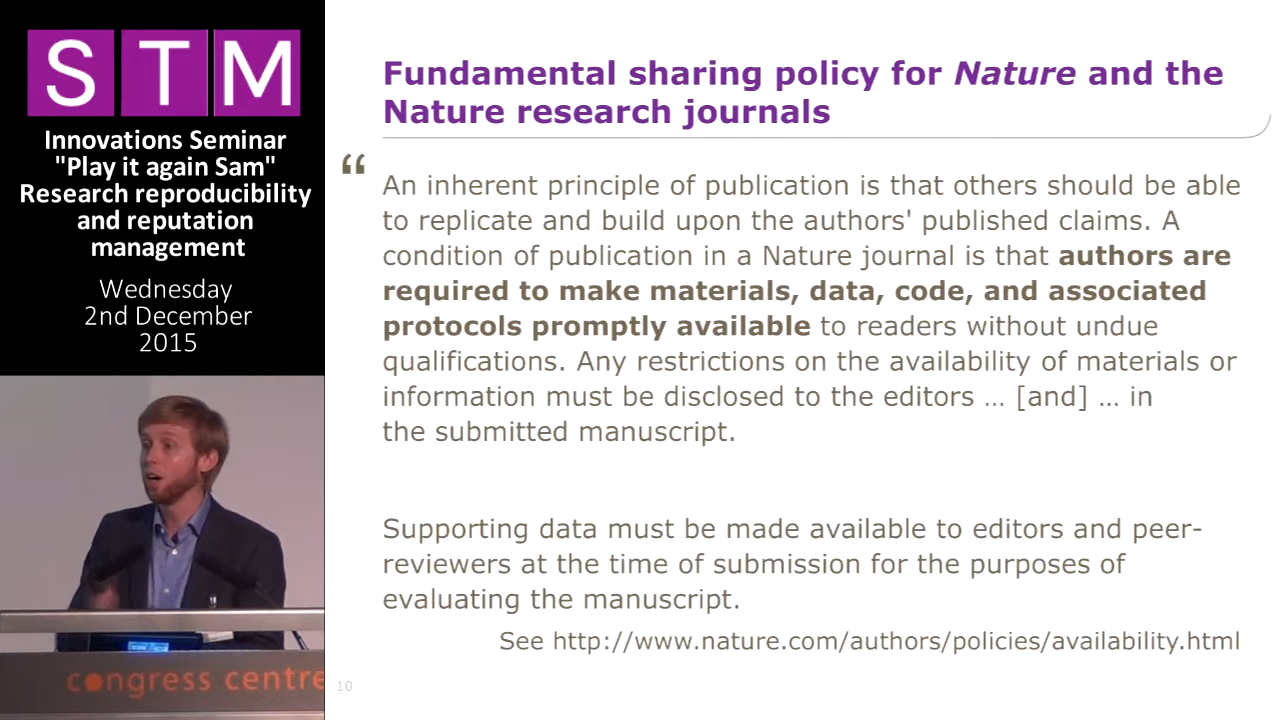 STM
Innovations Seminar
"Play it again Sam"
Research reproducibility
and reputation
management
Wednesday
2nd December
2015
congress centre
Fundamental sharing policy for Nature and the
Nature research journals
“
An inherent principle of publication is that others should be able
to replicate and build upon the authors' published claims. A
condition of publication in a Nature journal is that authors are
required to make materials, data, code, and associated
protocols promptly available to readers without undue
qualifications. Any restrictions on the availability of materials or
information must be disclosed to the editors … [and] … in
the submitted manuscript.
Supporting data must be made available to editors and peer-
reviewers at the time of submission for the purposes of
evaluating the manuscript.
See http://www.nature.com/authors/policies/availability.html
10